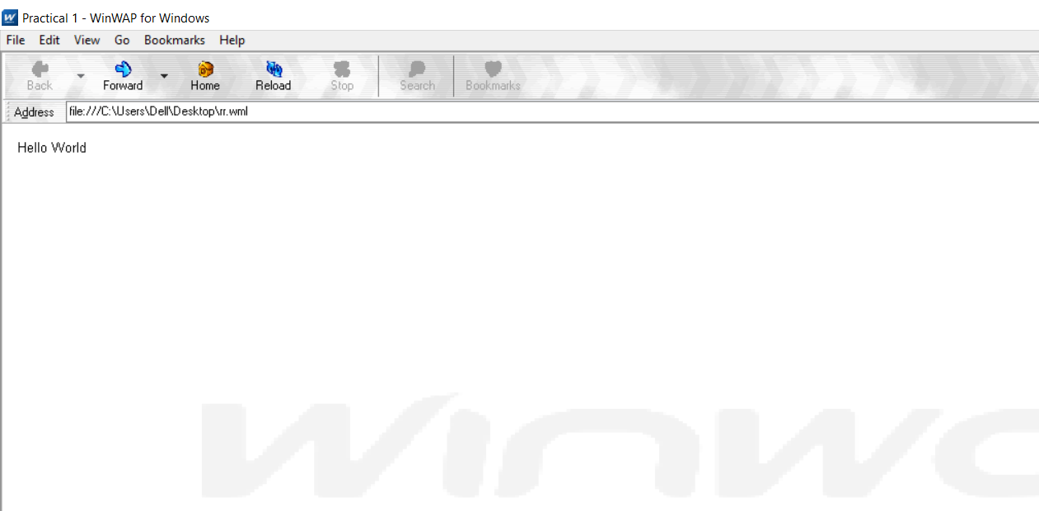 Practical 1 - WinWAP for Windows
File Edit View Go Bookmarks Help
Back Forward Home Reload Stop Search Bookmarks
Address file:///C:\Users\Dell\Desktop\rr.wml
Hello World